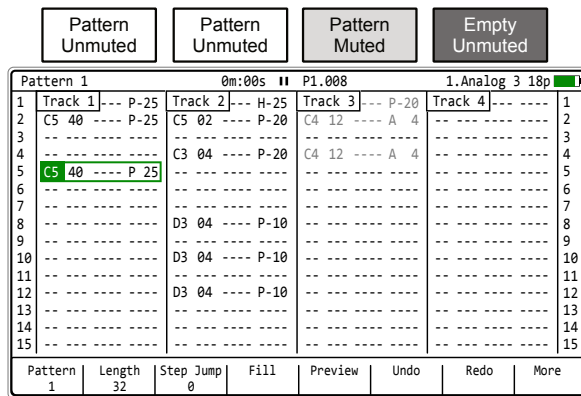 Pattern Unmuted
Pattern Unmuted
Pattern Muted
Empty Unmuted
Pattern 1 0m:00s II P1.008 1.Analog 3 18p
1 Track 1 --- P-25 Track 2 --- H-25 Track 3 --- P-20 Track 4 --- ---- 1
2 C5 40 ---- P-25 C5 02 ---- P-20 C4 12 ---- A 4 -- --- --- ---- 2
3 -- --- --- ---- -- --- --- ---- -- --- --- ---- -- --- --- ---- 3
4 -- --- --- ---- C3 04 ---- P-20 C4 12 ---- A 4 -- --- --- ---- 4
5 C5 40 ---- P 25 -- --- --- ---- -- --- --- ---- -- --- --- ---- 5
6 -- --- --- ---- -- --- --- ---- -- --- --- ---- -- --- --- ---- 6
7 -- --- --- ---- -- --- --- ---- -- --- --- ---- -- --- --- ---- 7
8 -- --- --- ---- D3 04 ---- P-10 -- --- --- ---- -- --- --- ---- 8
9 -- --- --- ---- -- --- --- ---- -- --- --- ---- -- --- --- ---- 9
10 -- --- --- ---- D3 04 ---- P-10 -- --- --- ---- -- --- --- ---- 10
11 -- --- --- ---- -- --- --- ---- -- --- --- ---- -- --- --- ---- 11
12 -- --- --- ---- D3 04 ---- P-10 -- --- --- ---- -- --- --- ---- 12
13 -- --- --- ---- -- --- --- ---- -- --- --- ---- -- --- --- ---- 13
14 -- --- --- ---- -- --- --- ---- -- --- --- ---- -- --- --- ---- 14
15 -- --- --- ---- -- --- --- ---- -- --- --- ---- -- --- --- ---- 15
Pattern Length Step Jump Fill Preview Undo Redo More
1 32 0